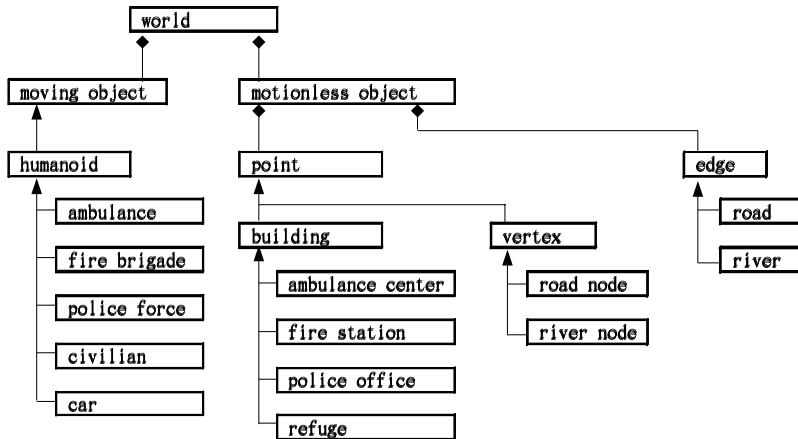 world
moving object
motionless object
humanoid
point
edge
ambulance
road
building
vertex
fire brigade
river
ambulance center
road node
police force
fire station
river node
civilian
police office
car
refuge